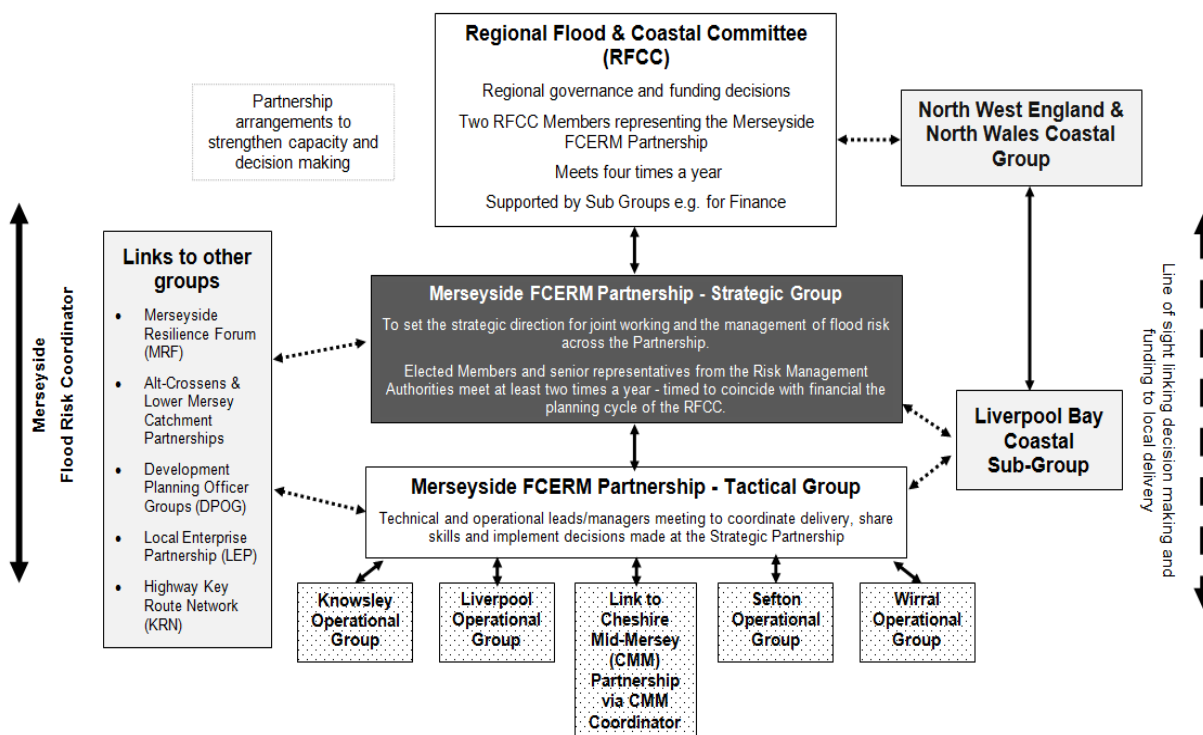 Regional Flood & Coastal Committee
(RFCC)
Regional governance and funding decisions
Two RFCC Members representing the Merseyside
FCERM Partnership
Meets four times a year
Supported by Sub Groups e.g. for Finance
Partnership
arrangements to
strengthen capacity and
decision making
North West England &
North Wales Coastal
Group
Merseyside
Flood Risk Coordinator
Links to other
groups
• Merseyside
Resilience Forum
(MRF)
• Alt-Crossens &
Lower Mersey
Catchment
Partnerships
• Development
Planning Officer
Groups (DPOG)
• Local Enterprise
Partnership (LEP)
• Highway Key
Route Network
(KRN)
Merseyside FCERM Partnership - Strategic Group
To set the strategic direction for joint working and the management of flood risk
across the Partnership.
Elected Members and senior representatives from the Risk Management
Authorities meet at least two times a year - timed to coincide with financial the
planning cycle of the RFCC.
Liverpool Bay
Coastal
Sub-Group
Line of sight linking decision making and
funding to local delivery
Merseyside FCERM Partnership - Tactical Group
Technical and operational leads/managers meeting to coordinate delivery, share
skills and implement decisions made at the Strategic Partnership
Knowsley
Operational
Group
Liverpool
Operational
Group
Link to
Cheshire
Mid-Mersey
(CMM)
Partnership
via CMM
Coordinator
Sefton
Operational
Group
Wirral
Operational
Group